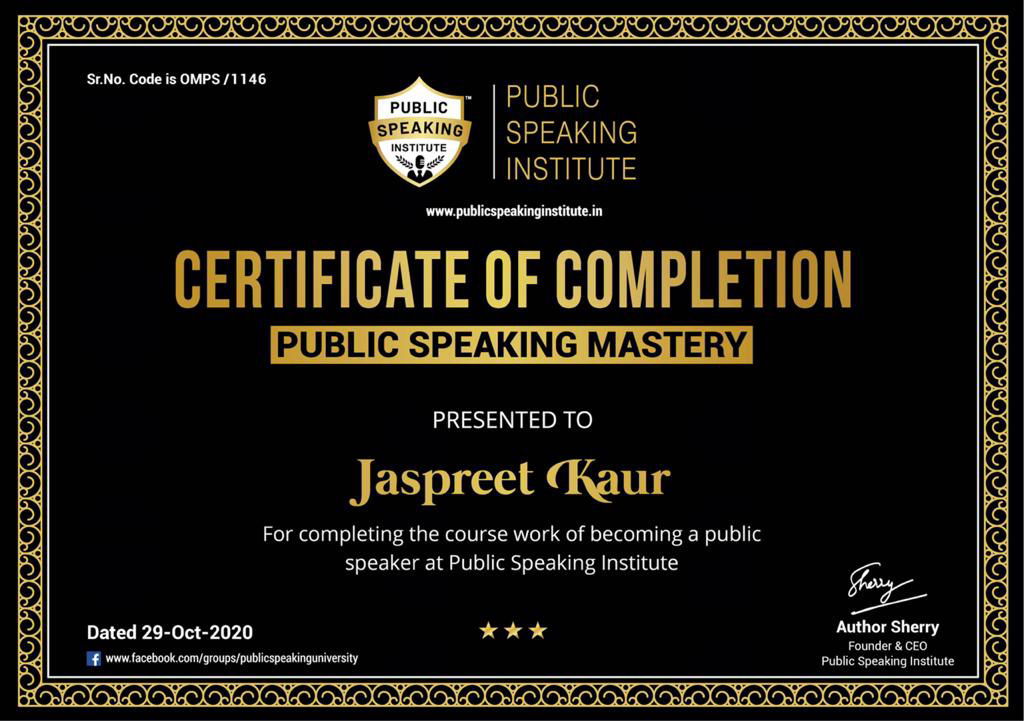 Sr.No. Code is OMPS /1146
PUBLIC
SPEAKING
INSTITUTE
™
PUBLIC
SPEAKING
INSTITUTE
www.publicspeakinginstitute.in
CERTIFICATE OF COMPLETION
PUBLIC SPEAKING MASTERY
PRESENTED TO
Jaspreet Kaur
For completing the course work of becoming a public
speaker at Public Speaking Institute
Sherry
Dated 29-Oct-2020
f www.facebook.com/groups/publicspeakinguniversity
Author Sherry
Founder & CEO
Public Speaking Institute